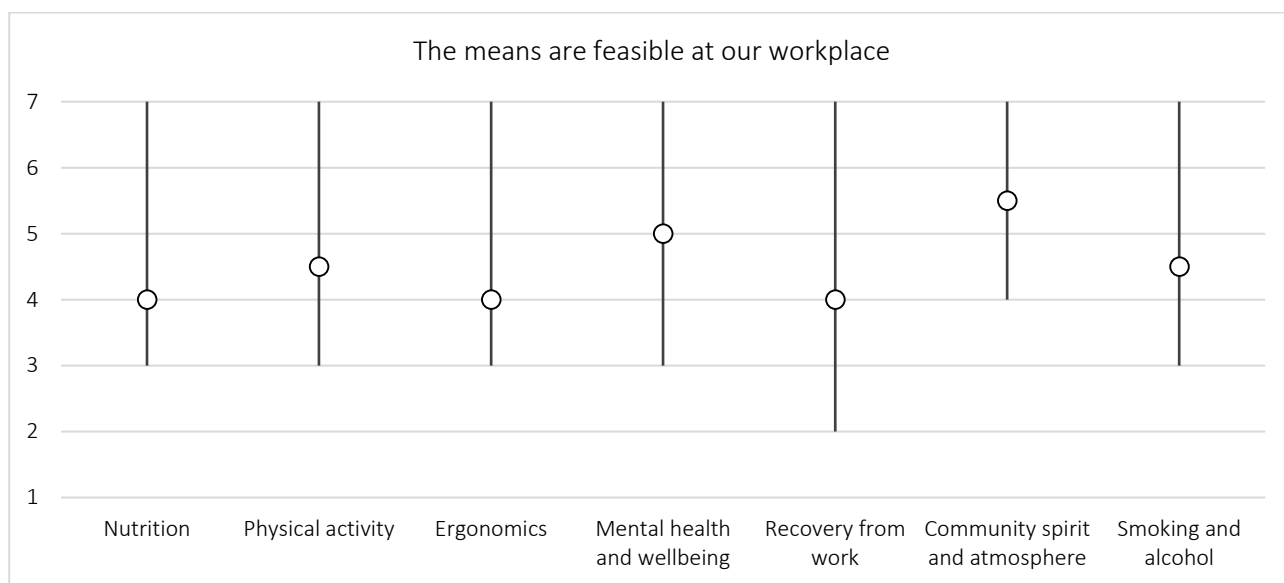 The means are feasible at our workplace
7
6
5
4
3
2
1
Nutrition
Physical activity
Ergonomics
Mental health
and wellbeing
Recovery from
work
Community spirit
and atmosphere
Smoking and
alcohol